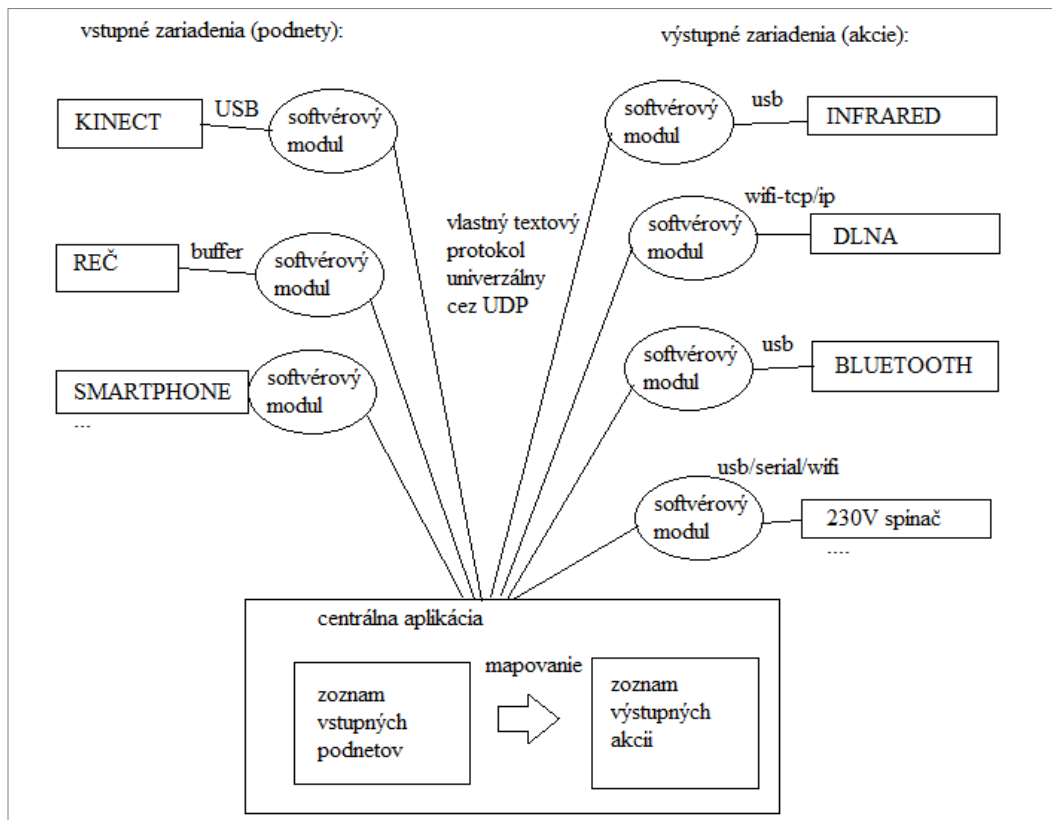 vstupné zariadenia (podnety):
KINECT
USB
softvérový
modul
REČ
buffer
softvérový
modul
SMARTPHONE
---
softvérový
modul
vlastný textový
protokol
univerzálny
cez UDP
výstupné zariadenia (akcie):
softvérový
modul
usb
INFRARED
softvérový
modul
wifi-tcp/ip
DLNA
softvérový
modul
usb
BLUETOOTH
softvérový
modul
usb/serial/wifi
230V spínač
....
centrálna aplikácia
zoznam
vstupných
podnetov
mapovanie
zoznam
výstupných
akcii